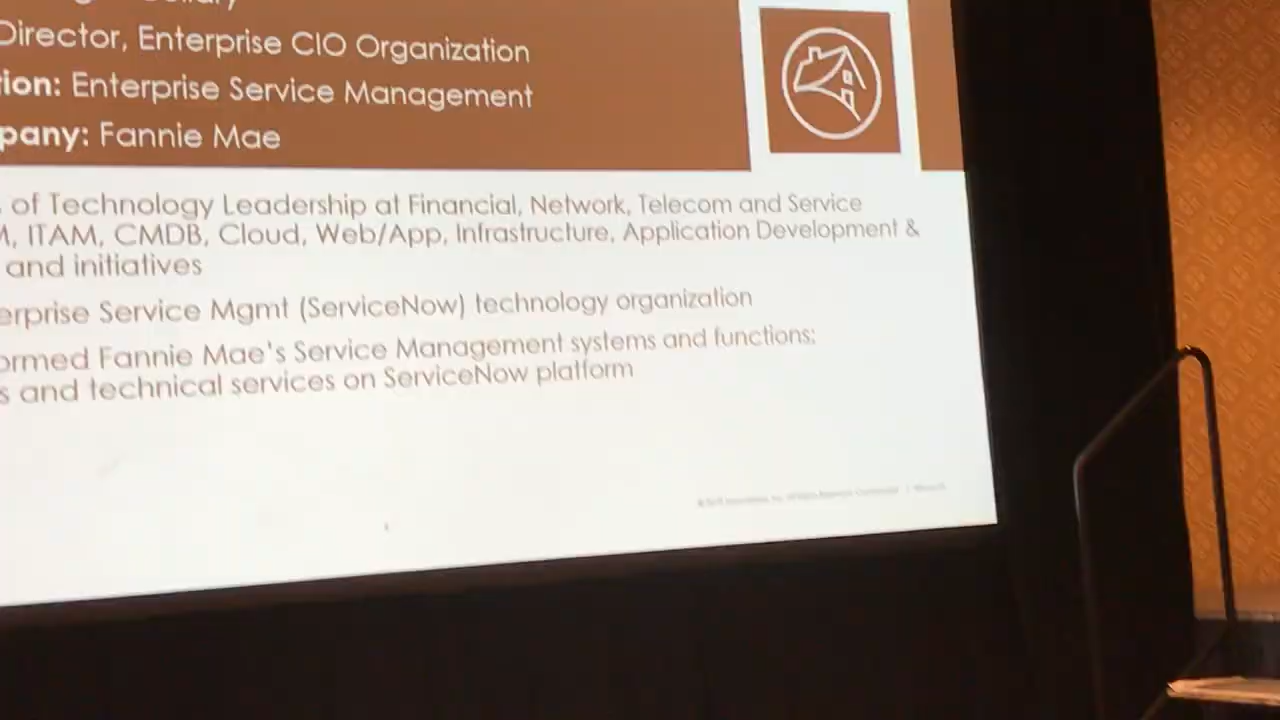 Director, Enterprise CIO Organization
tion: Enterprise Service Management
pany: Fannie Mae
of Technology Leadership at Financial, Network, Telecom and Service
M, ITAM, CMDB, Cloud, Web/App, Infrastructure, Application Development &
and initiatives
erprise Service Mgmt (ServiceNow) technology organization
ormed Fannie Mae's Service Management systems and functions:
s and technical services on ServiceNow platform